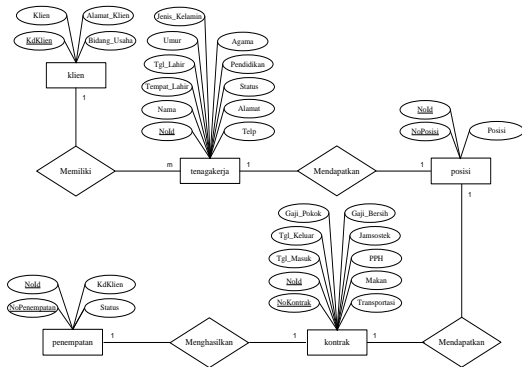 Jenis_Kelamin
Klien
Alamat_Klien
Umur
Agama
KdKlien
Bidang_Usaha
Tgl_Lahir
Pendidikan
klien
Tempat_Lahir
Status
1
Nama
Alamat
NoId
NoId
Telp
NoPosisi
Posisi
Memiliki
m
tenagakerja
1
Mendapatkan
1
posisi
1
Gaji_Pokok
Gaji_Bersih
Tgl_Keluar
Jamsostek
Tgl_Masuk
PPH
NoId
KdKlien
NoId
Makan
NoPenempatan
Status
NoKontrak
Transportasi
penempatan
1
Menghasilkan
1
kontrak
1
Mendapatkan